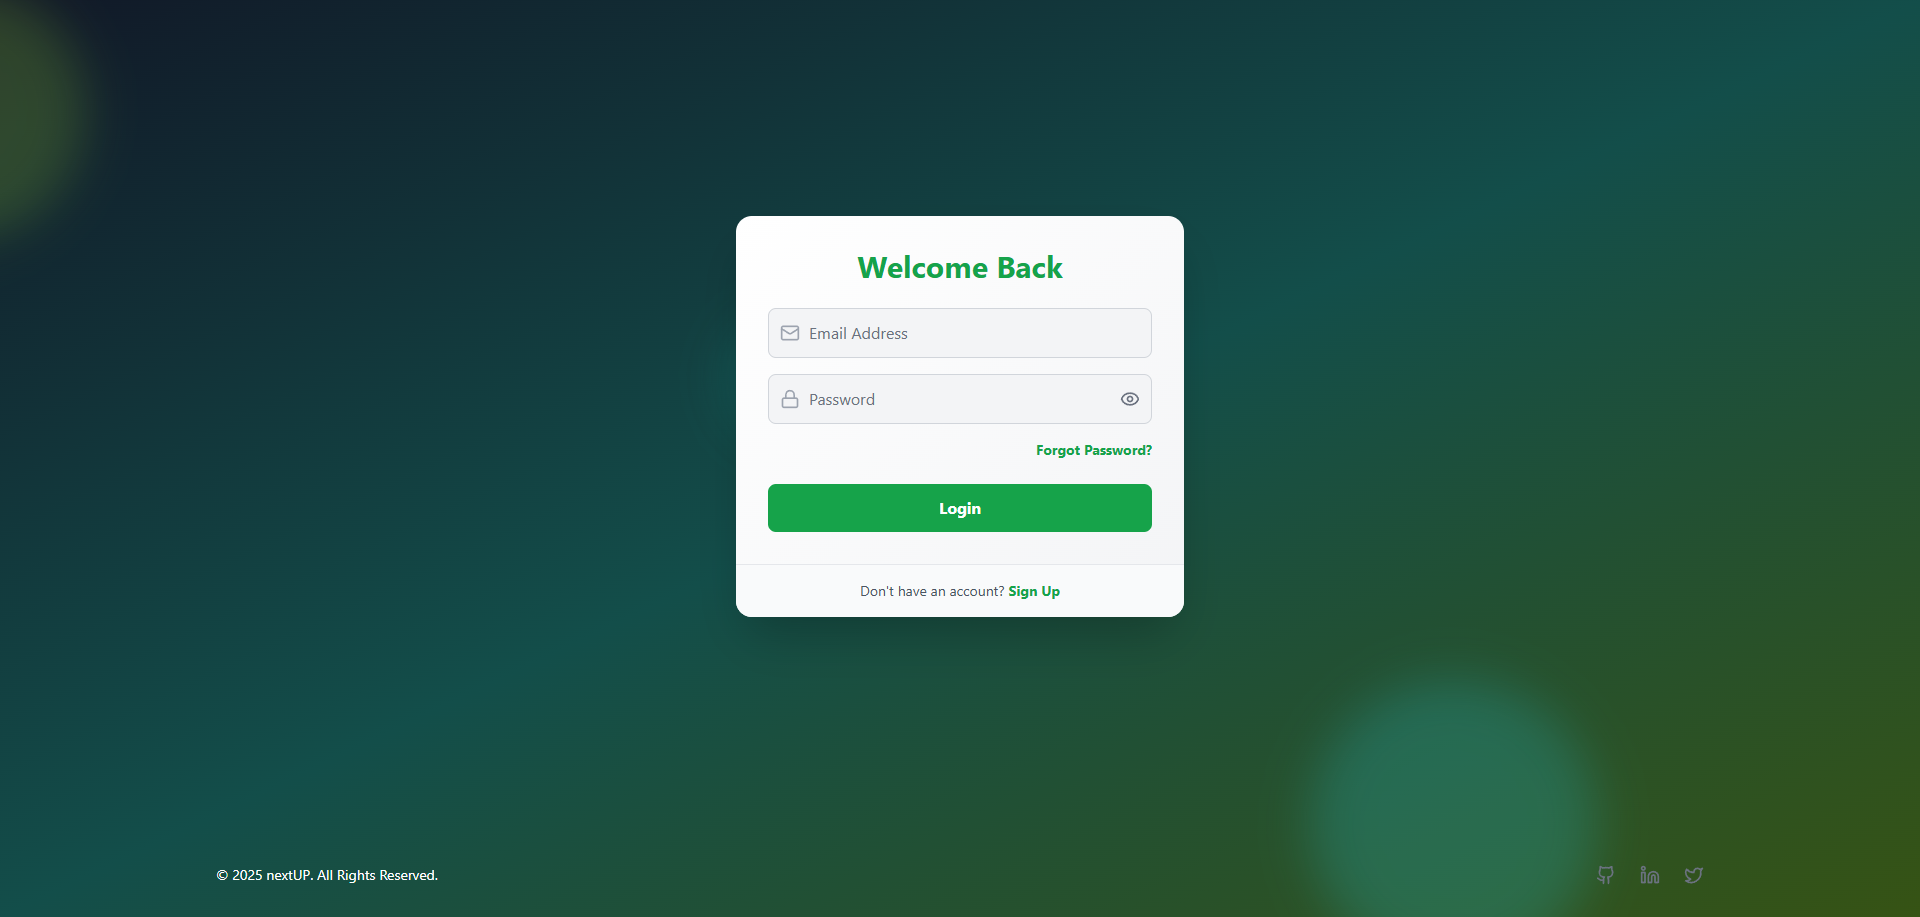 Welcome Back
Email Address
Password
Forgot Password?
Login
Don't have an account? Sign Up
© 2025 nextUP. All Rights Reserved.